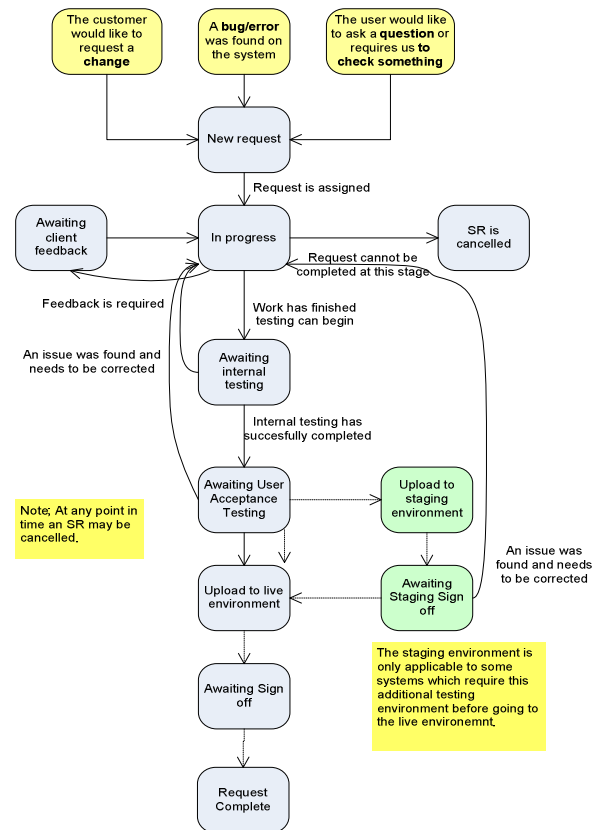 The customer
would like to
request a
change
A bug/error
was found on
the system
The user would like
to ask a question or
requires us to
check something
New request
Request is assigned
Awaiting
client
feedback
In progress
SR is
cancelled
Request cannot be
completed at this stage
Feedback is required
Work has finished
testing can begin
An issue was found and
needs to be corrected
Awaiting
internal
testing
Internal testing has
succesfully completed
Awaiting User
Acceptance
Testing
Upload to
staging
environment
Note; At any point in
time an SR may be
cancelled.
An issue was
found and needs
to be corrected
Upload to live
environment
Awaiting
Staging Sign
off
The staging environment is
only applicable to some
systems which require this
additional testing
environment before going to
the live environemnt.
Awaiting Sign
off
Request
Complete